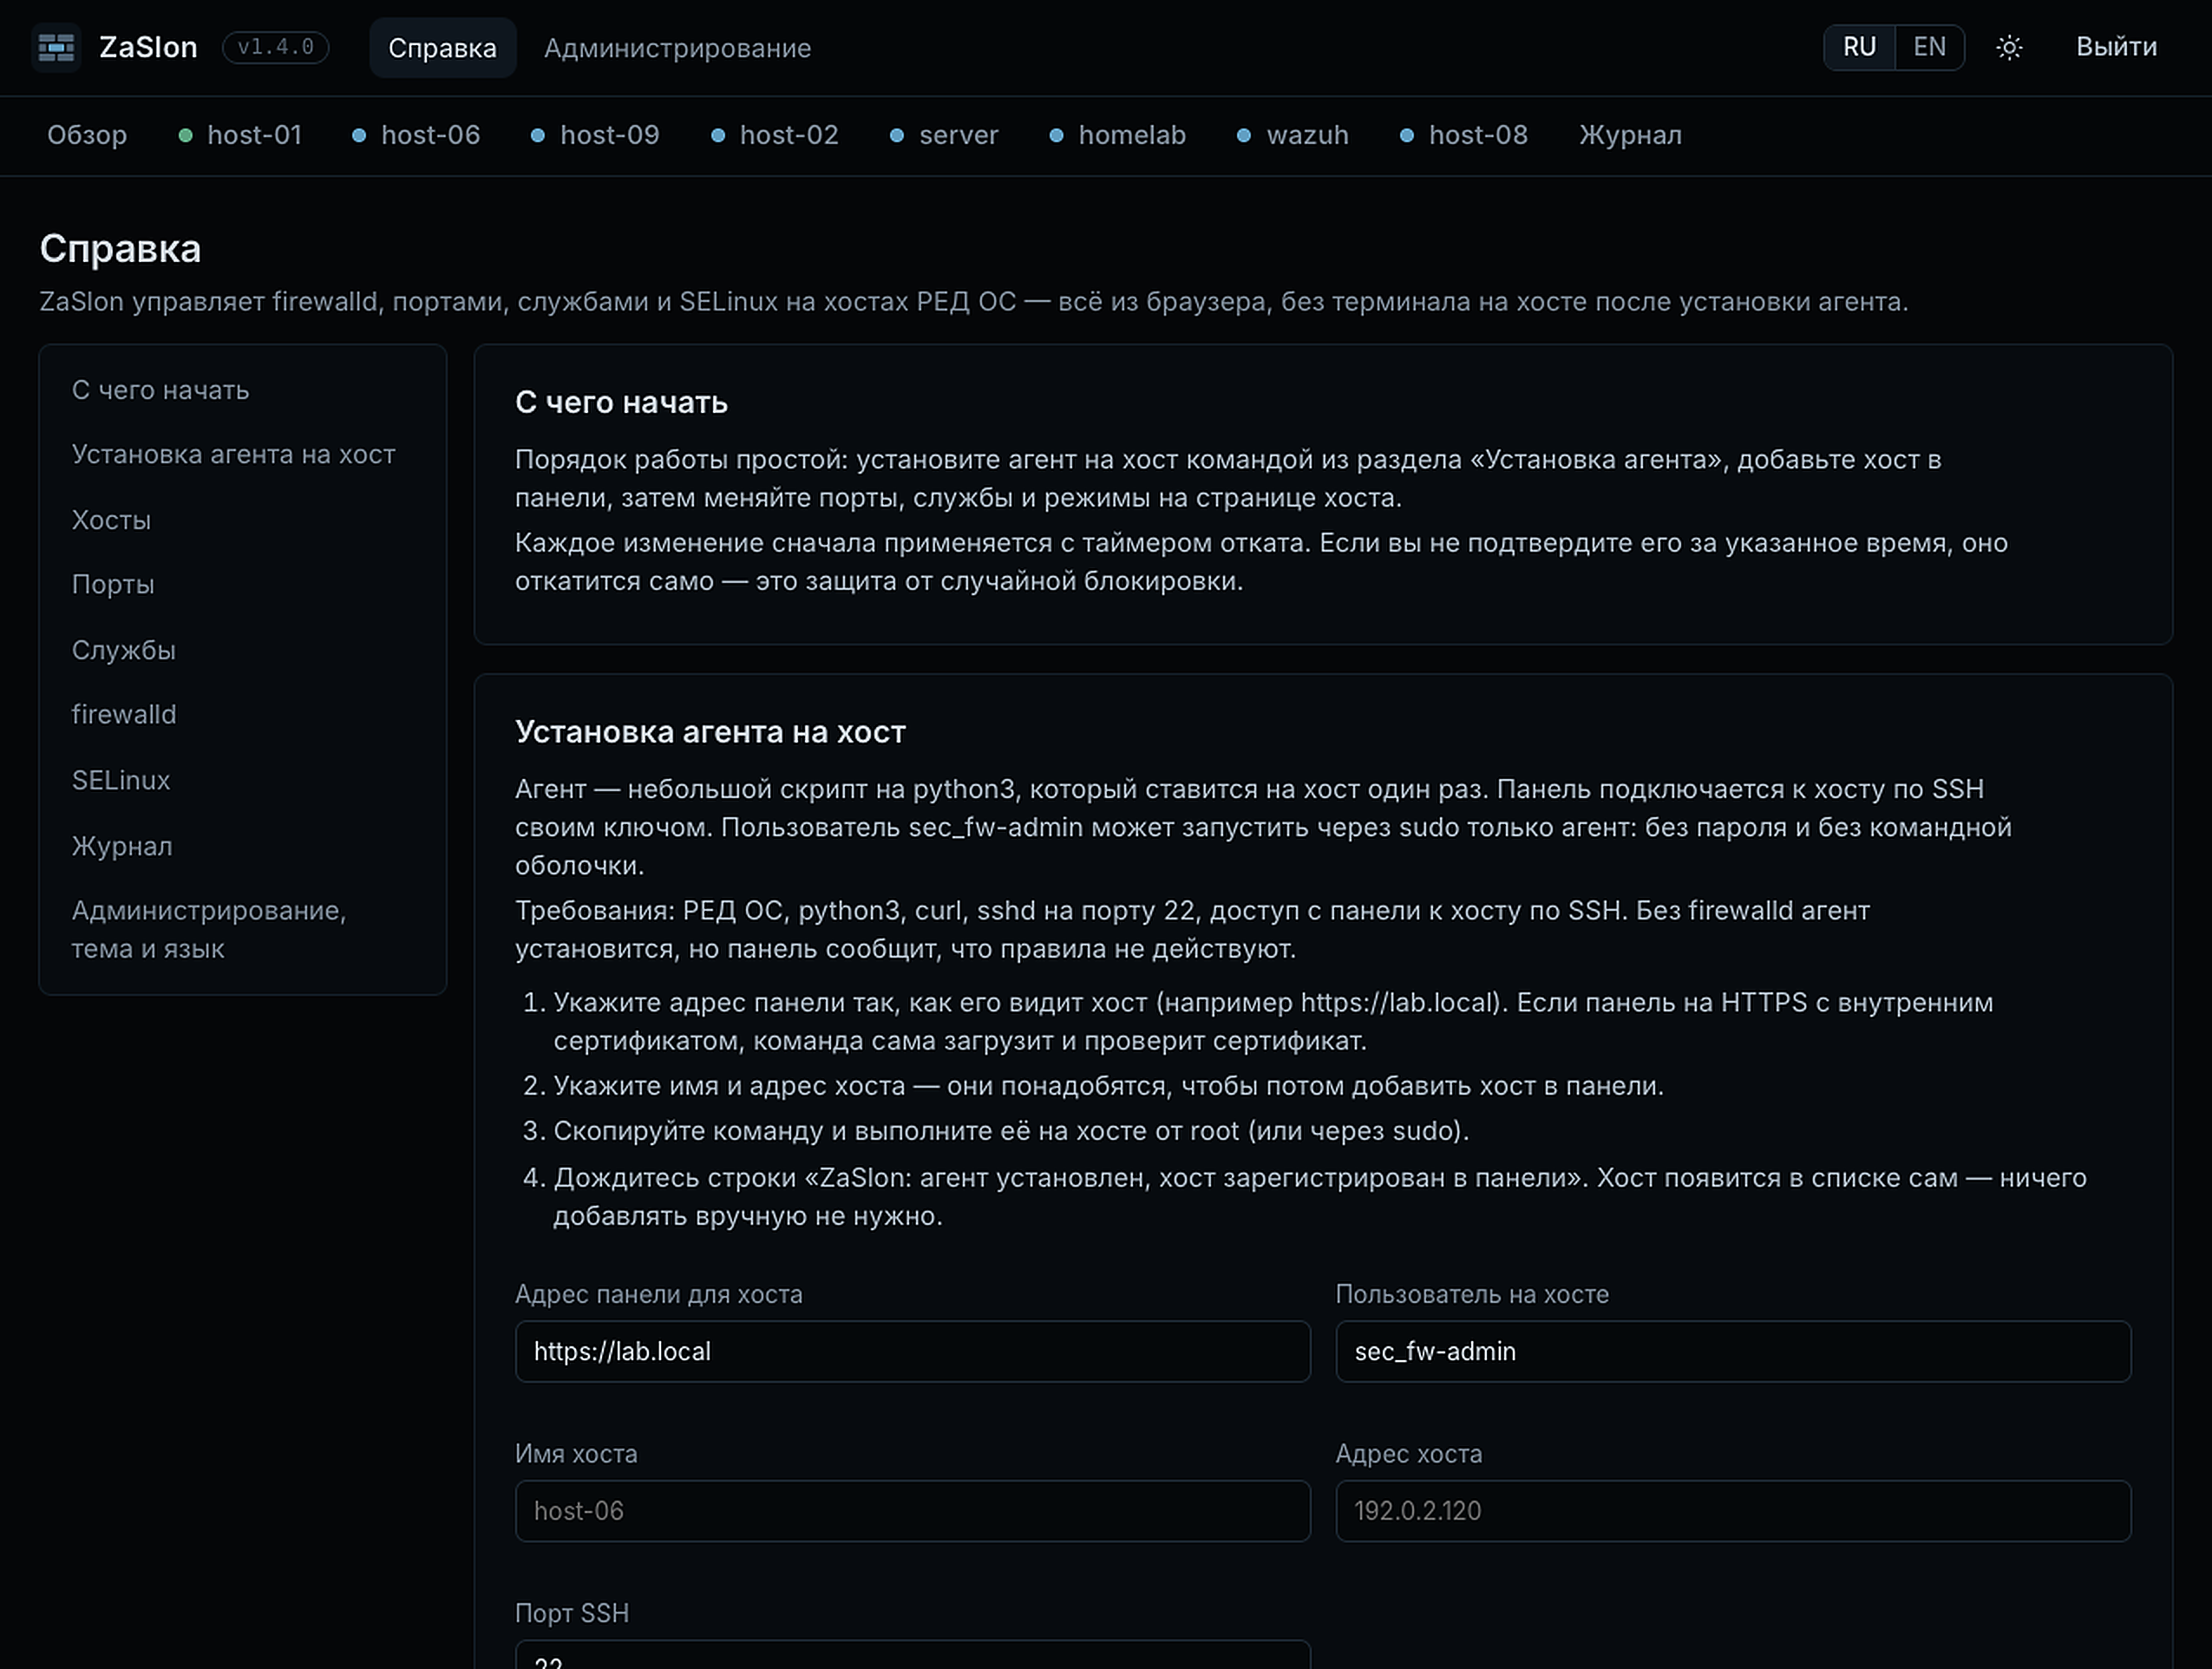 ZaSlon v1.4.0 Справка Администрирование RU EN Выйти
Обзор host-01 host-06 host-09 host-02 server homelab wazuh host-08 Журнал
Справка
ZaSlon управляет firewalld, портами, службами и SELinux на хостах РЕД ОС — всё из браузера, без терминала на хосте после установки агента.
С чего начать
Установка агента на хост
Хосты
Порты
Службы
firewalld
SELinux
Журнал
Администрирование,
тема и язык
С чего начать
Порядок работы простой: установите агент на хост командой из раздела «Установка агента», добавьте хост в
панели, затем меняйте порты, службы и режимы на странице хоста.
Каждое изменение сначала применяется с таймером отката. Если вы не подтвердите его за указанное время, оно
откатится само — это защита от случайной блокировки.
Установка агента на хост
Агент — небольшой скрипт на python3, который ставится на хост один раз. Панель подключается к хосту по SSH
своим ключом. Пользователь sec_fw-admin может запустить через sudo только агент: без пароля и без командной
оболочки.
Требования: РЕД ОС, python3, curl, sshd на порту 22, доступ с панели к хосту по SSH. Без firewalld агент
установится, но панель сообщит, что правила не действуют.
1. Укажите адрес панели так, как его видит хост (например https://lab.local). Если панель на HTTPS с внутренним
сертификатом, команда сама загрузит и проверит сертификат.
2. Укажите имя и адрес хоста — они понадобятся, чтобы потом добавить хост в панели.
3. Скопируйте команду и выполните её на хосте от root (или через sudo).
4. Дождитесь строки «ZaSlon: агент установлен, хост зарегистрирован в панели». Хост появится в списке сам — ничего
добавлять вручную не нужно.
Адрес панели для хоста Пользователь на хосте
https://lab.local sec_fw-admin
Имя хоста Адрес хоста
host-06 192.0.2.120
Порт SSH
22